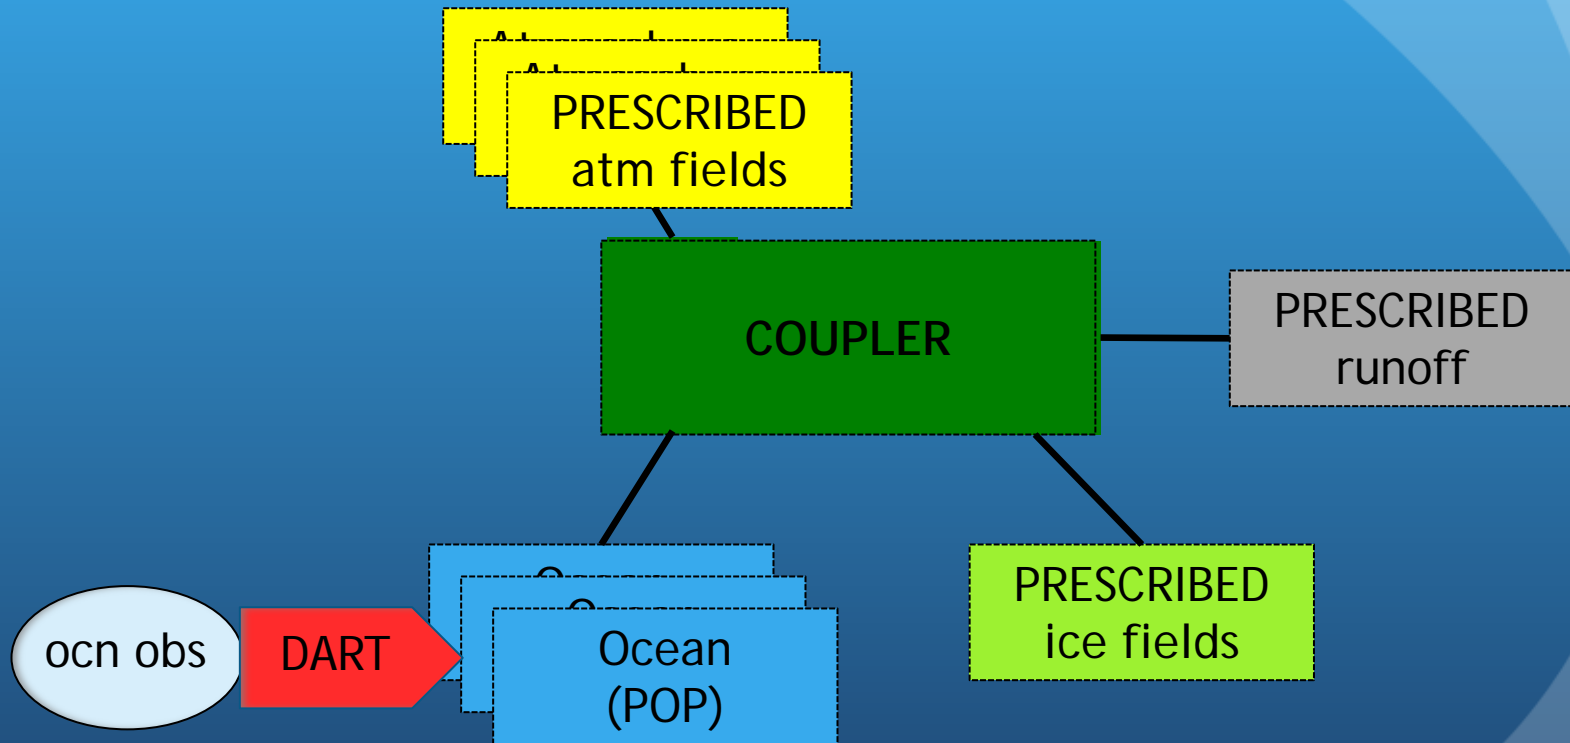 PRESCRIBED
atm fields
COUPLER
PRESCRIBED
runoff
PRESCRIBED
ice fields
ocn obs
DART
Ocean
(POP)